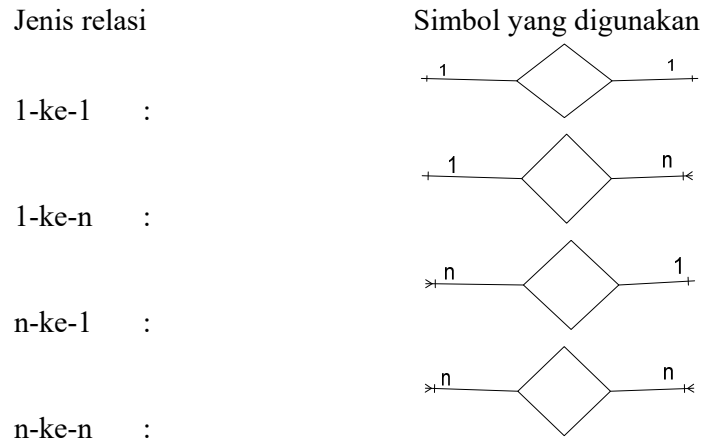 Jenis relasi Simbol yang digunakan
1 1
1-ke-1 :
1 n
1-ke-n :
n 1
n-ke-1 :
n n
n-ke-n :